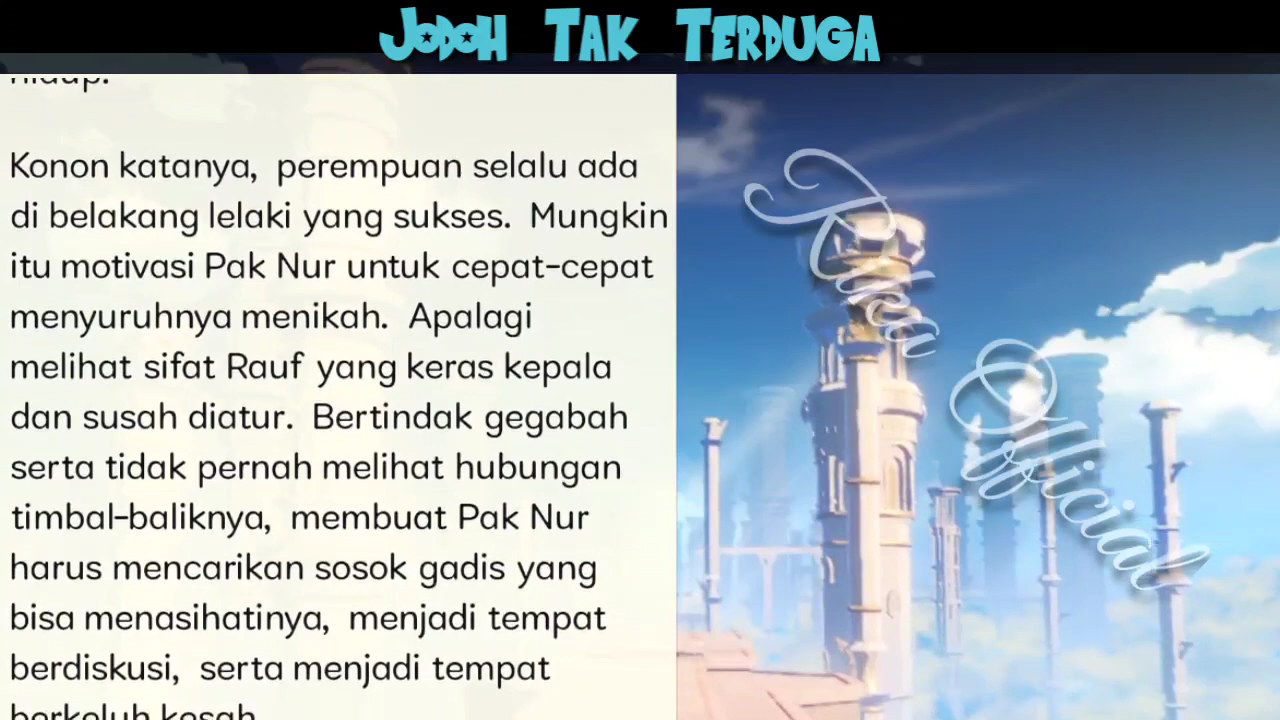 Jodoh Tak Terduga
hidup.
Konon katanya, perempuan selalu ada
di belakang lelaki yang sukses. Mungkin
itu motivasi Pak Nur untuk cepat-cepat
menyuruhnya menikah. Apalagi
melihat sifat Rauf yang keras kepala
dan susah diatur. Bertindak gegabah
serta tidak pernah melihat hubungan
timbal-baliknya, membuat Pak Nur
harus mencarikan sosok gadis yang
bisa menasihatinya, menjadi tempat
berdiskusi, serta menjadi tempat
berkeluh kesah.
Official